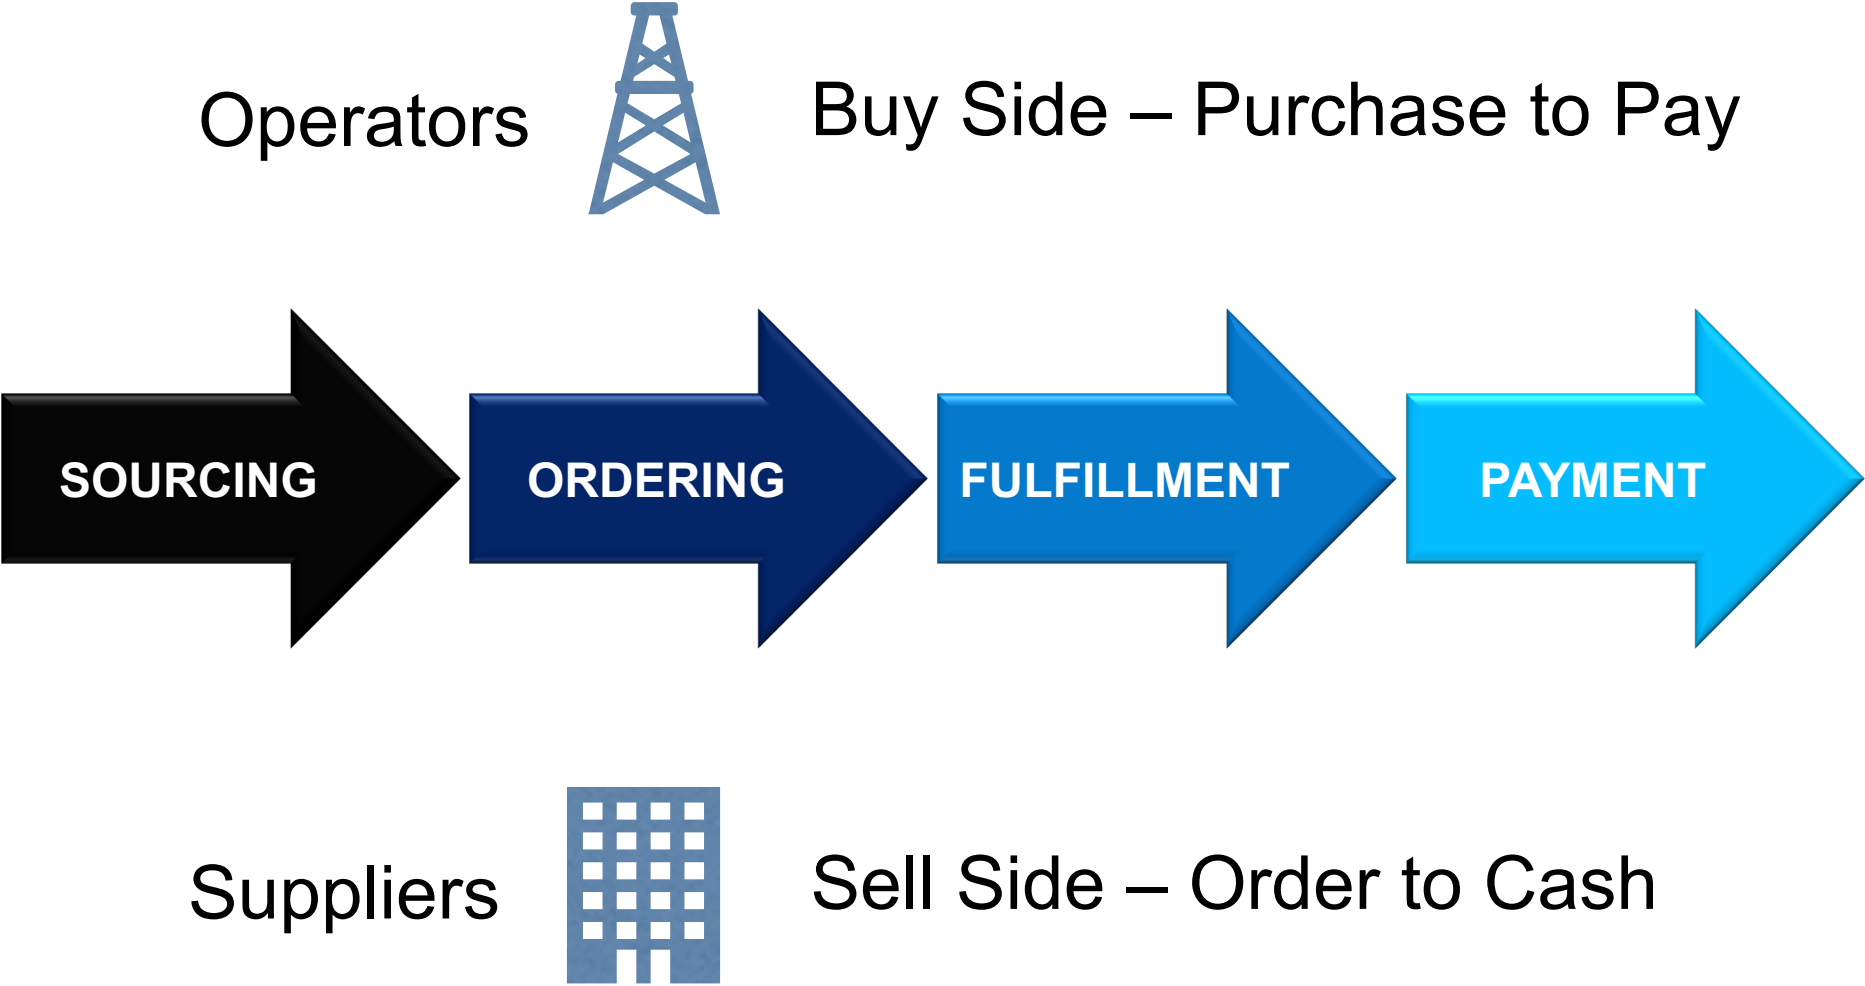 Operators
Buy Side – Purchase to Pay
SOURCING
ORDERING
FULFILLMENT
PAYMENT
Suppliers
Sell Side – Order to Cash